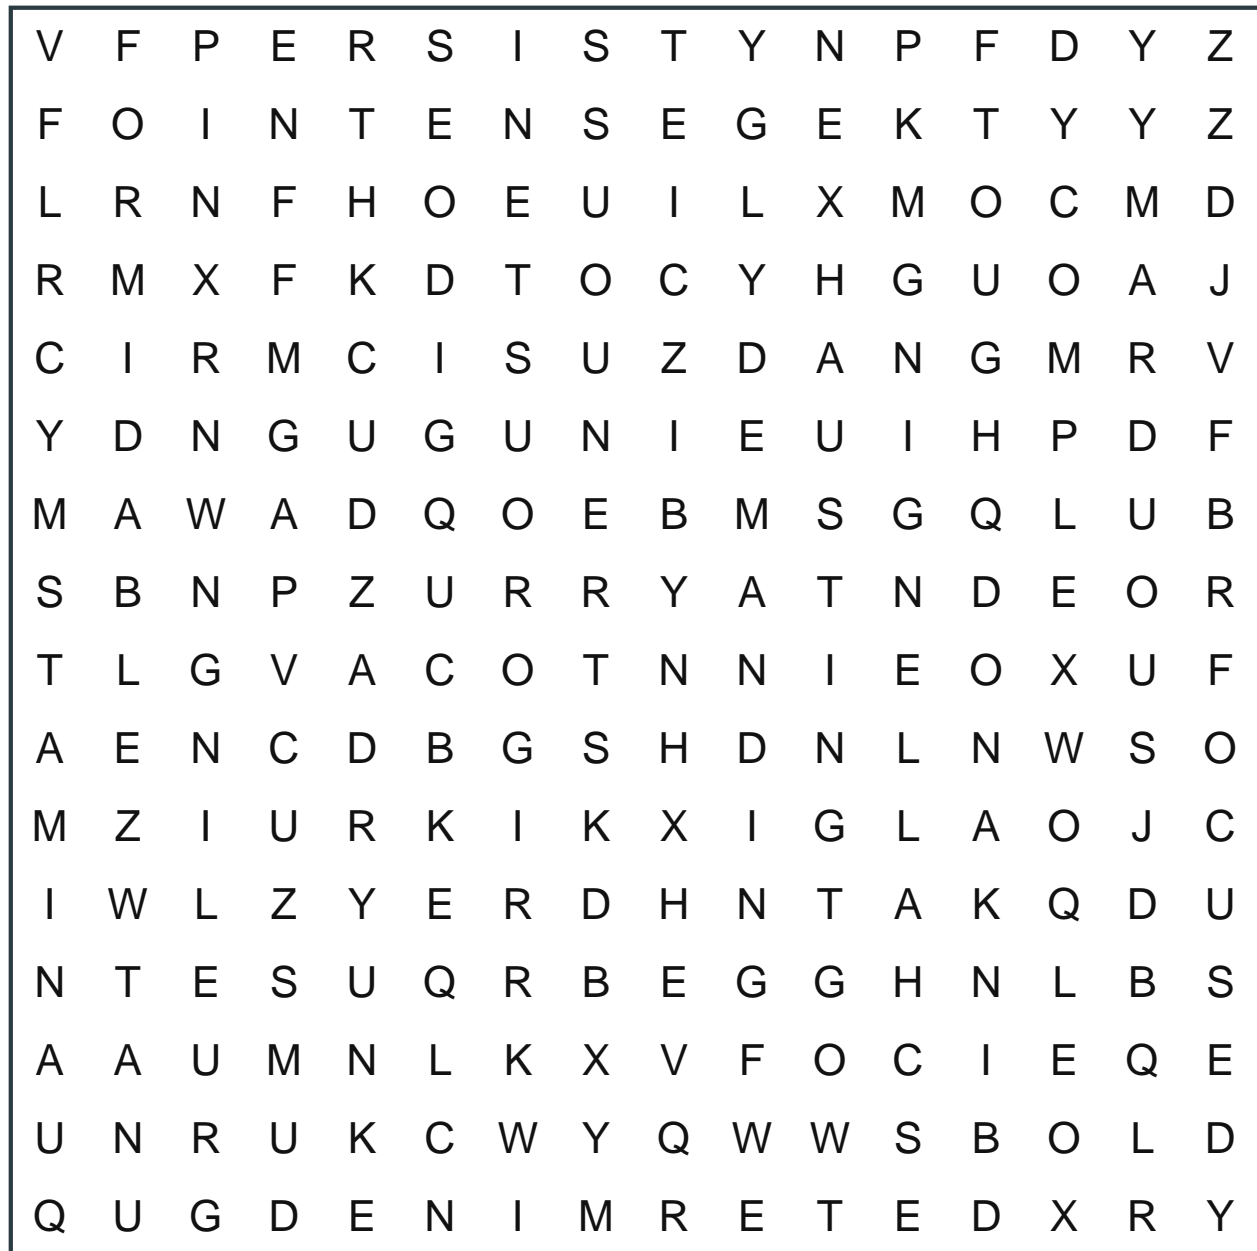 V F P E R S I S T Y N P F D Y Z
F O I N T E N S E G E K T Y Y Z
L R N F H O E U I L X M O C M D
R M X F K D T O C Y H G U O A J
C I R M C I S U Z D A N G M R V
Y D N G U G U N I E U I H P D F
M A W A D Q O E B M S G Q L U B
S B N P Z U R R Y A T N D E O R
T L G V A C O T N N I E O X U F
A E N C D B G S H D N L N W S O
M Z I U R K I K X I G L A O J C
I W L Z Y E R D H N T A K Q D U
N T E S U Q R B E G G H N L B S
A A U M N L K X V F O C I E Q E
U N R U K C W Y Q W W S B O L D
Q U G D E N I M R E T E D X R Y